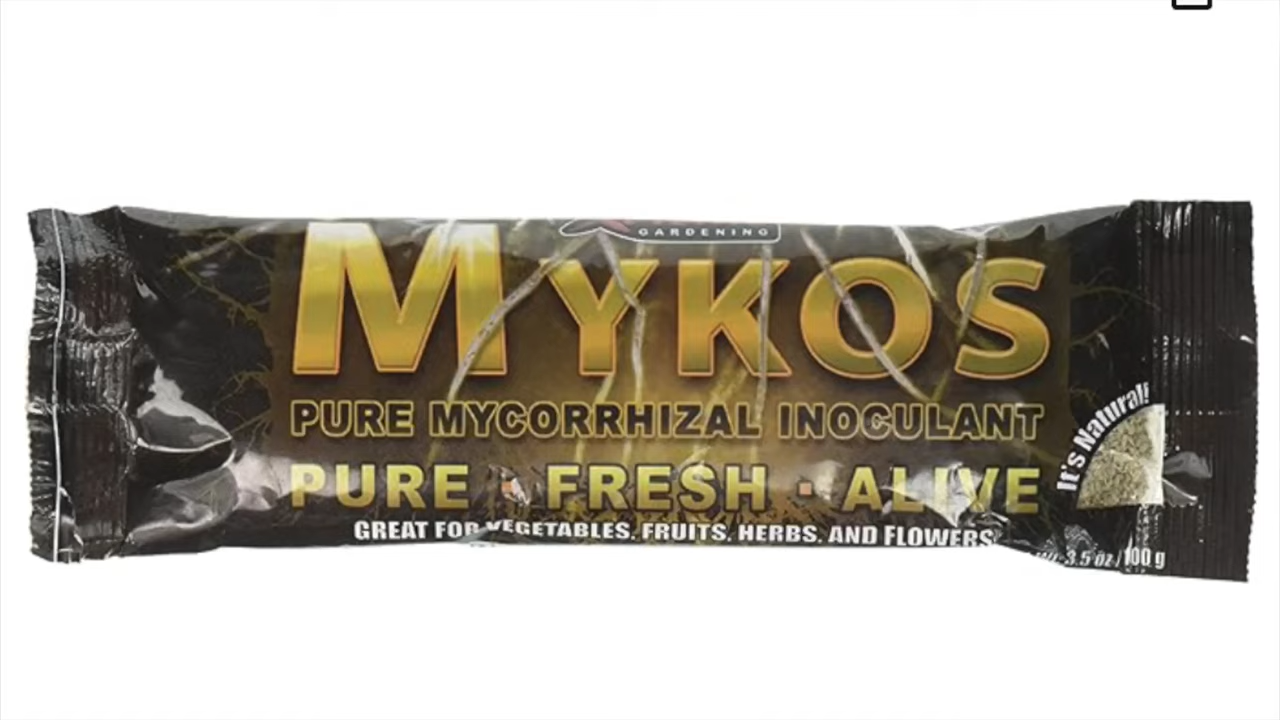 GARDENING
MYKOS
PURE MYCORRHIZAL INOCULANT
PURE · FRESH · ALIVE
GREAT FOR VEGETABLES, FRUITS, HERBS, AND FLOWERS
It's Natural!
3.5 oz / 100 g